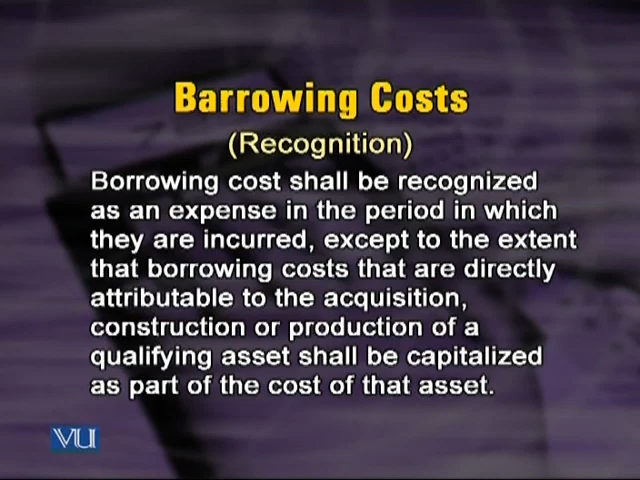 Barrowing Costs
(Recognition)
Borrowing cost shall be recognized
as an expense in the period in which
they are incurred, except to the extent
that borrowing costs that are directly
attributable to the acquisition,
construction or production of a
qualifying asset shall be capitalized
as part of the cost of that asset.
VU